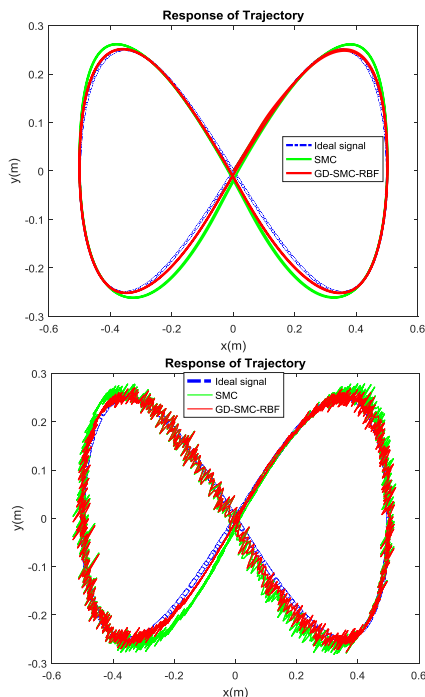 Response of Trajectory
0.3
0.2
0.1
0
-0.1
-0.2
-0.3
y(m)
Ideal signal
SMC
GD-SMC-RBF
-0.6
-0.4
-0.2
0
0.2
0.4
0.6
x(m)
Response of Trajectory
0.3
0.2
0.1
0
-0.1
-0.2
-0.3
y(m)
Ideal signal
SMC
GD-SMC-RBF
-0.6
-0.4
-0.2
0
0.2
0.4
0.6
x(m)